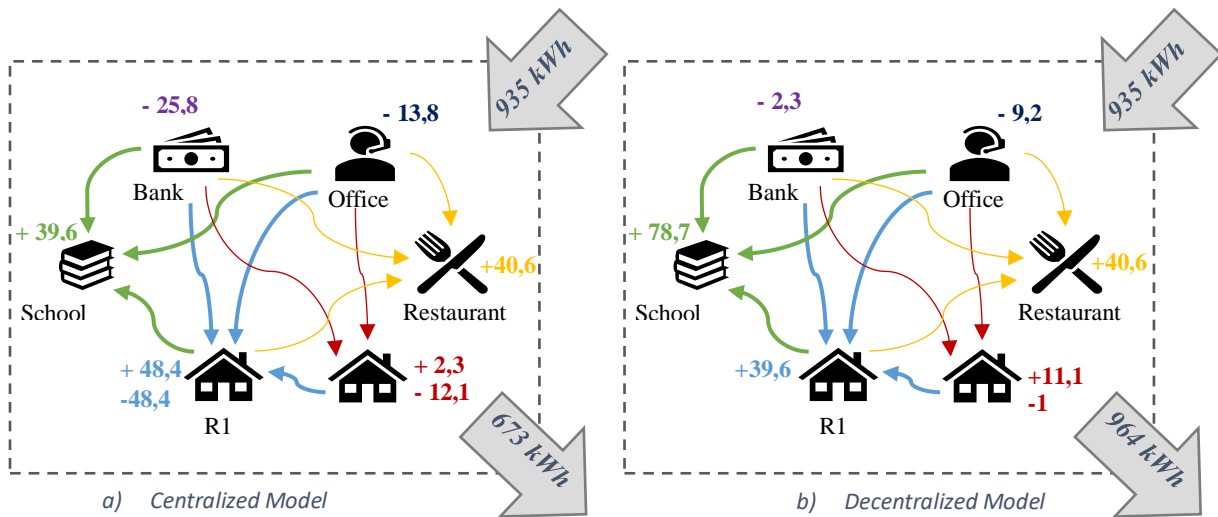 935 kWh
- 25,8
- 13,8
Bank
Office
+ 39,6
+40,6
School
Restaurant
+ 48,4
-48,4
+ 2,3
- 12,1
R1
673 kWh
a) Centralized Model
935 kWh
- 2,3
- 9,2
Bank
Office
+ 78,7
+40,6
School
Restaurant
+39,6
+11,1
-1
R1
964 kWh
b) Decentralized Model